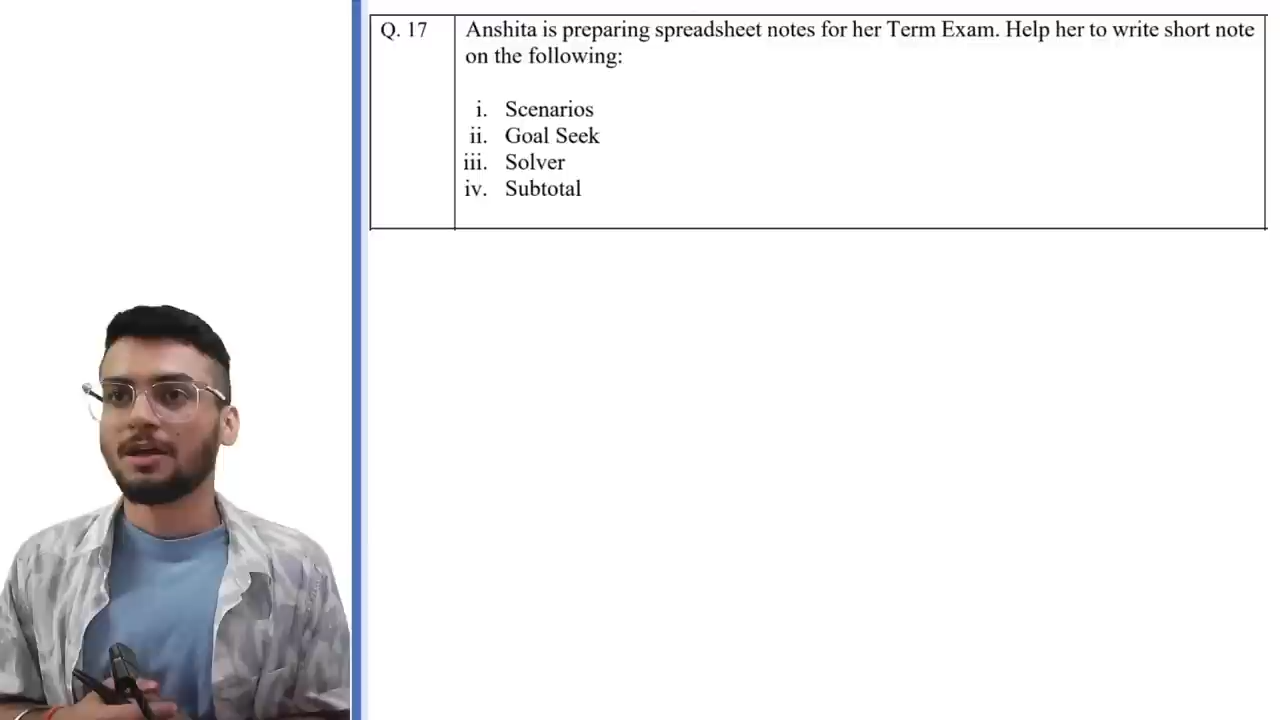 Q. 17
Anshita is preparing spreadsheet notes for her Term Exam. Help her to write short note
on the following:
i. Scenarios
ii. Goal Seek
iii. Solver
iv. Subtotal